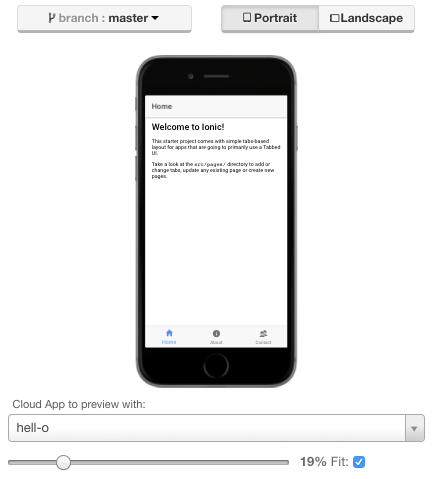 branch : master
Portrait
Landscape
Home
Welcome to Ionic!
This starter project comes with simple tabs-based
layout for apps that are going to primarily use a Tabbed
UI.
Take a look at the src/pages/ directory to add or
change tabs, update any existing page or create new
pages.
Home About Contact
Cloud App to preview with:
hell-o
19% Fit: